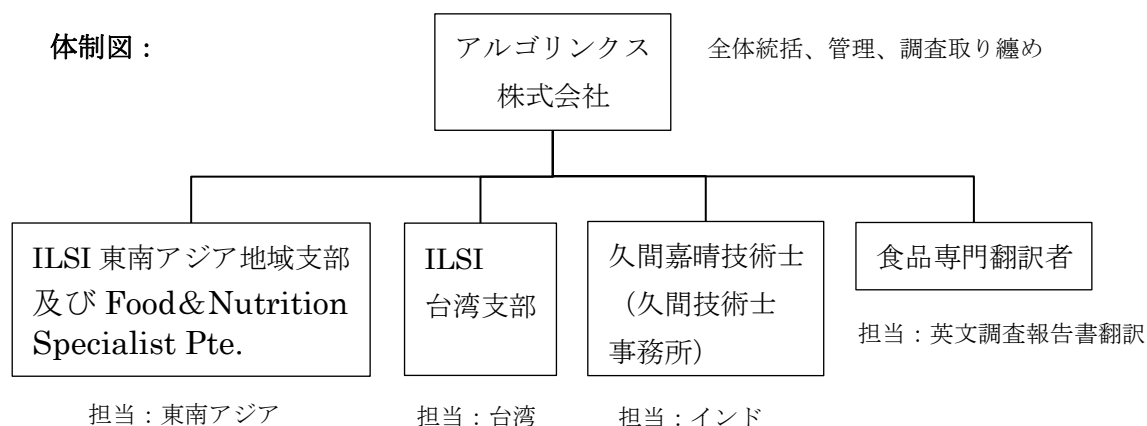 体制図：
アルゴリンクス
株式会社
全体統括、管理、調査取り纏め
ILSI 東南アジア地域支部
及び Food＆Nutrition
Specialist Pte.
担当：東南アジア
ILSI
台湾支部
担当：台湾
久間嘉晴技術士
（久間技術士
事務所）
担当：インド
食品専門翻訳者
担当：英文調査報告書翻訳